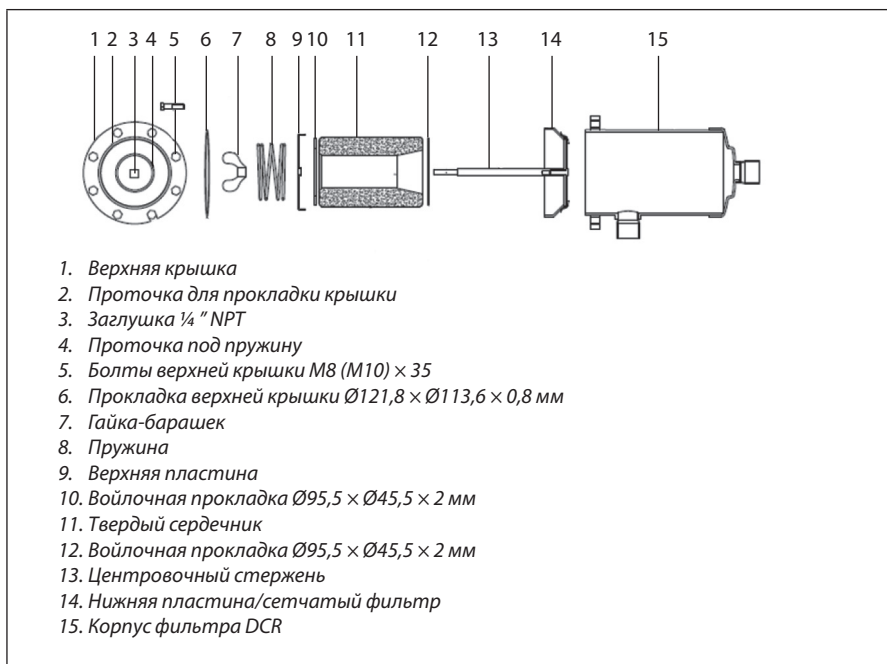 1 2 3 4 5 6 7 8 9 10 11 12 13 14 15
1. Верхняя крышка
2. Проточка для прокладки крышки
3. Заглушка ¼ ” NPT
4. Проточка под пружину
5. Болты верхней крышки M8 (M10) × 35
6. Прокладка верхней крышки Ø121,8 × Ø113,6 × 0,8 мм
7. Гайка-барашек
8. Пружина
9. Верхняя пластина
10. Войлочная прокладка Ø95,5 × Ø45,5 × 2 мм
11. Твердый сердечник
12. Войлочная прокладка Ø95,5 × Ø45,5 × 2 мм
13. Центровочный стержень
14. Нижняя пластина/сетчатый фильтр
15. Корпус фильтра DCR